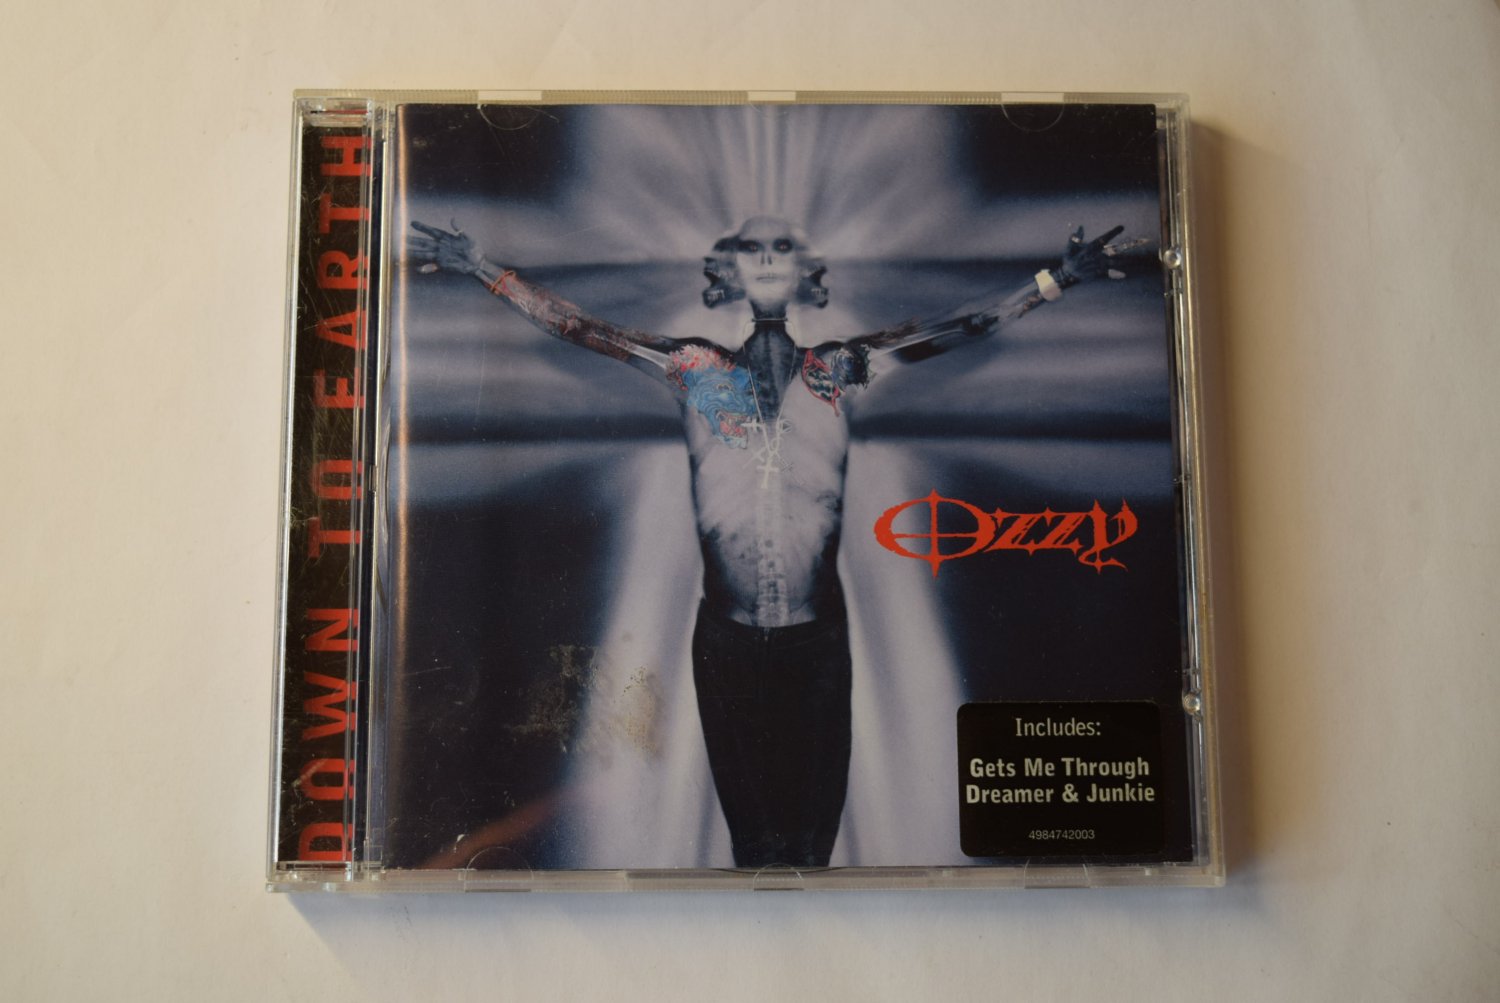 DOWN TO EARTH
Ozzy
Includes:
Gets Me Through
Dreamer & Junkie
4984742003